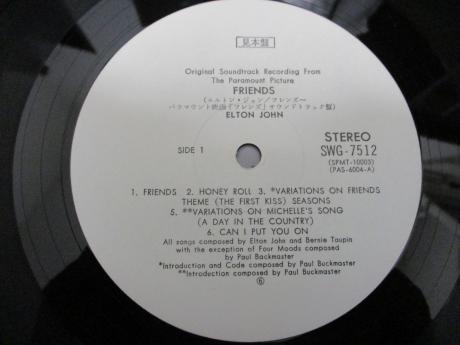 見本盤
Original Soundtrack Recording From
The Paramount Picture
FRIENDS
(エルトン・ジョン/フレンズ〜
パラマウント映画「フレンズ」サウンドトラック盤)
ELTON JOHN
SIDE 1
STEREO
SWG-7512
(SPMT-10003)
(PAS-6004-A)
1. FRIENDS 2. HONEY ROLL 3. *VARIATIONS ON FRIENDS
THEME (THE FIRST KISS) SEASONS
5. **VARIATIONS ON MICHELLE'S SONG
(A DAY IN THE COUNTRY)
6. CAN I PUT YOU ON
All songs composed by Elton John and Bernie Taupin
with the exception of Four Moods composed
by Paul Backmaster
*Introduction and Code composed by Paul Buckmaster
**Introduction composed by Paul Buckmaster
⑥